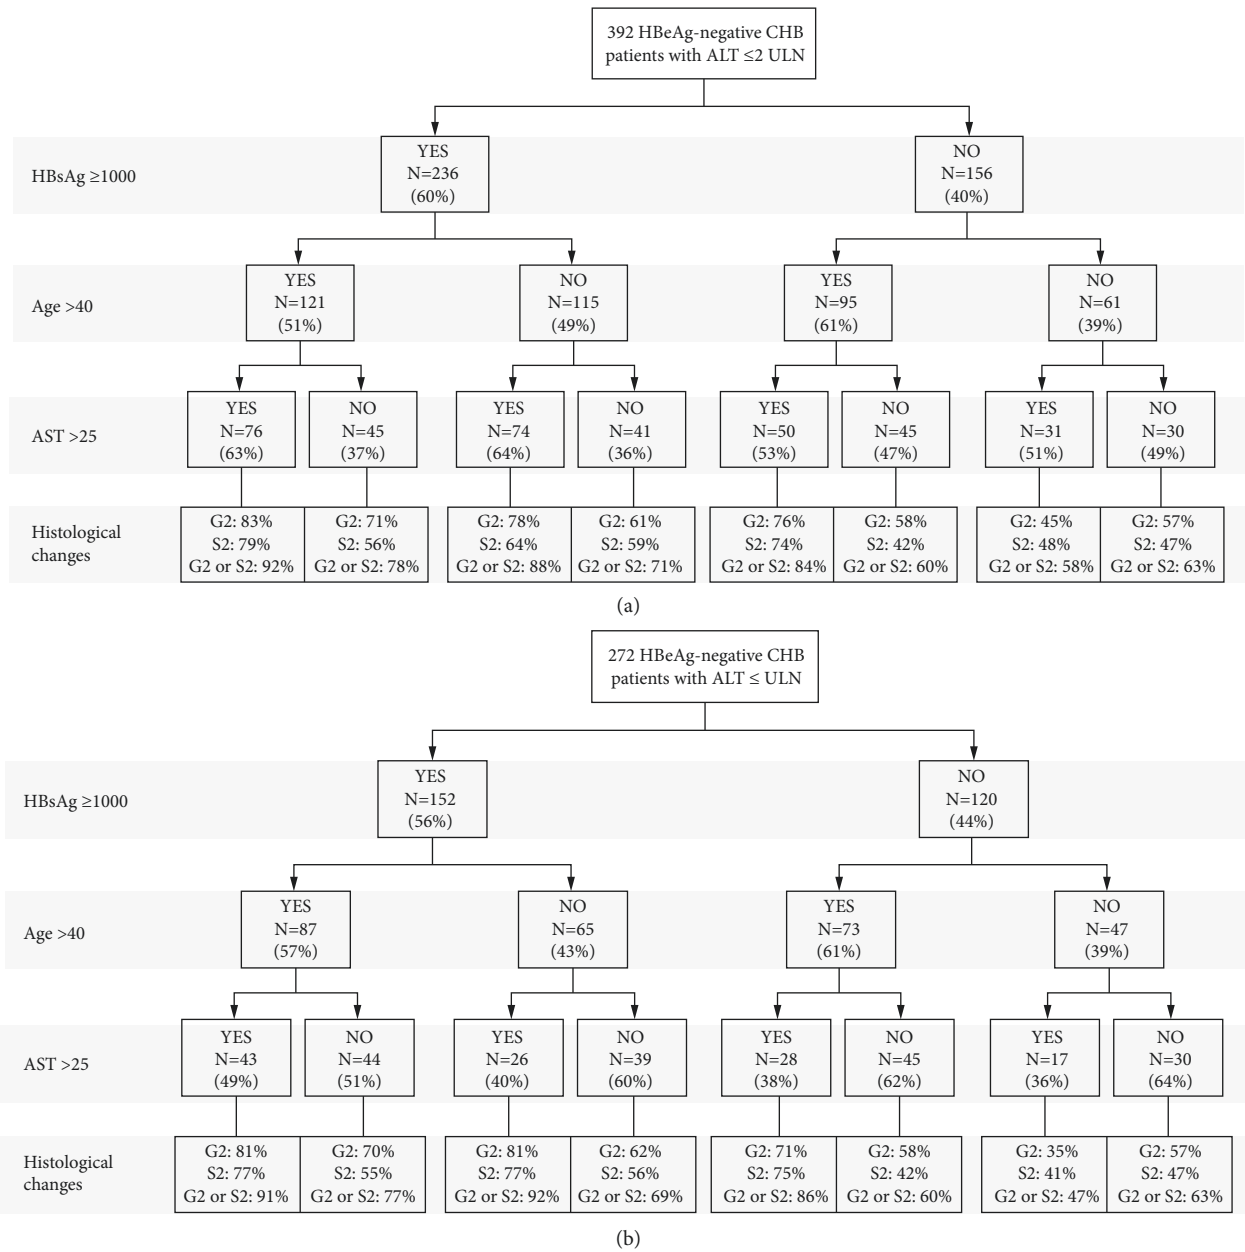 392 HBeAg-negative CHB
patients with ALT ≤2 ULN
HBsAg ≥1000
YES
N=236
(60%)
NO
N=156
(40%)
Age >40
YES
N=121
(51%)
NO
N=115
(49%)
YES
N=95
(61%)
NO
N=61
(39%)
AST >25
YES
N=76
(63%)
NO
N=45
(37%)
YES
N=74
(64%)
NO
N=41
(36%)
YES
N=50
(53%)
NO
N=45
(47%)
YES
N=31
(51%)
NO
N=30
(49%)
Histological
changes
G2: 83%
S2: 79%
G2 or S2: 92%
G2: 71%
S2: 56%
G2 or S2: 78%
G2: 78%
S2: 64%
G2 or S2: 88%
G2: 61%
S2: 59%
G2 or S2: 71%
G2: 76%
S2: 74%
G2 or S2: 84%
G2: 58%
S2: 42%
G2 or S2: 60%
G2: 45%
S2: 48%
G2 or S2: 58%
G2: 57%
S2: 47%
G2 or S2: 63%
(a)
272 HBeAg-negative CHB
patients with ALT ≤ ULN
HBsAg ≥1000
YES
N=152
(56%)
NO
N=120
(44%)
Age >40
YES
N=87
(57%)
NO
N=65
(43%)
YES
N=73
(61%)
NO
N=47
(39%)
AST >25
YES
N=43
(49%)
NO
N=44
(51%)
YES
N=26
(40%)
NO
N=39
(60%)
YES
N=28
(38%)
NO
N=45
(62%)
YES
N=17
(36%)
NO
N=30
(64%)
Histological
changes
G2: 81%
S2: 77%
G2 or S2: 91%
G2: 70%
S2: 55%
G2 or S2: 77%
G2: 81%
S2: 77%
G2 or S2: 92%
G2: 62%
S2: 56%
G2 or S2: 69%
G2: 71%
S2: 75%
G2 or S2: 86%
G2: 58%
S2: 42%
G2 or S2: 60%
G2: 35%
S2: 41%
G2 or S2: 47%
G2: 57%
S2: 47%
G2 or S2: 63%
(b)